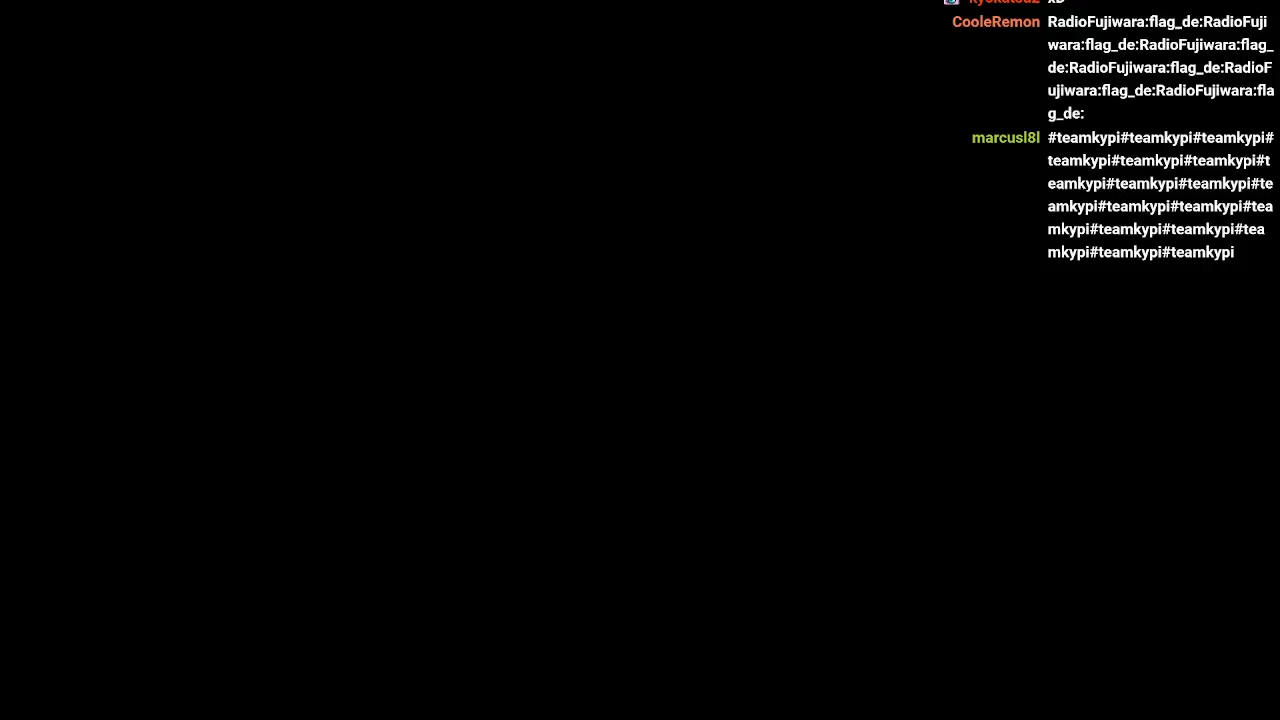 CooleRemon RadioFujiwara:flag_de:RadioFuji
wara:flag_de:RadioFujiwara:flag_
de:RadioFujiwara:flag_de:RadioF
ujiwara:flag_de:RadioFujiwara:fla
g_de:
marcusl8l #teamkypi#teamkypi#teamkypi#
teamkypi#teamkypi#teamkypi#t
eamkypi#teamkypi#teamkypi#te
amkypi#teamkypi#teamkypi#tea
mkypi#teamkypi#teamkypi#tea
mkypi#teamkypi#teamkypi